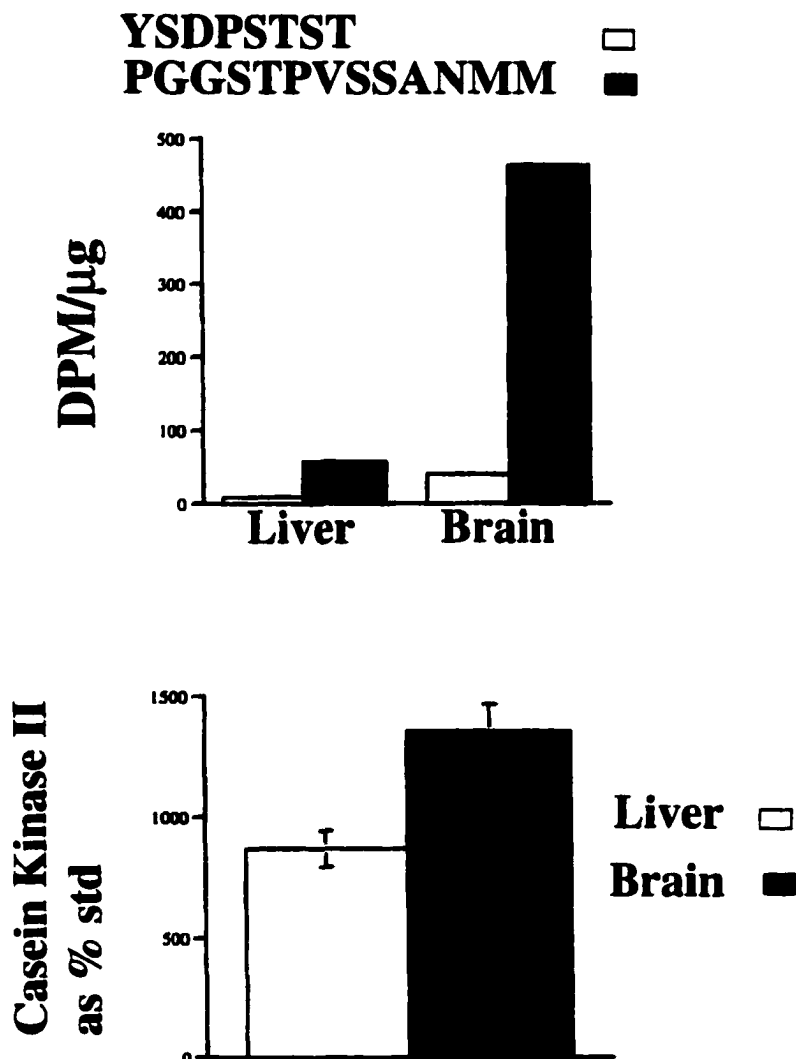 YSDPSTST
PGGSTPVSSANMM
500
400
300
200
100
0
DPM/µg
Liver Brain
1500
1000
500
0
Casein Kinase II
as % std
Liver
Brain